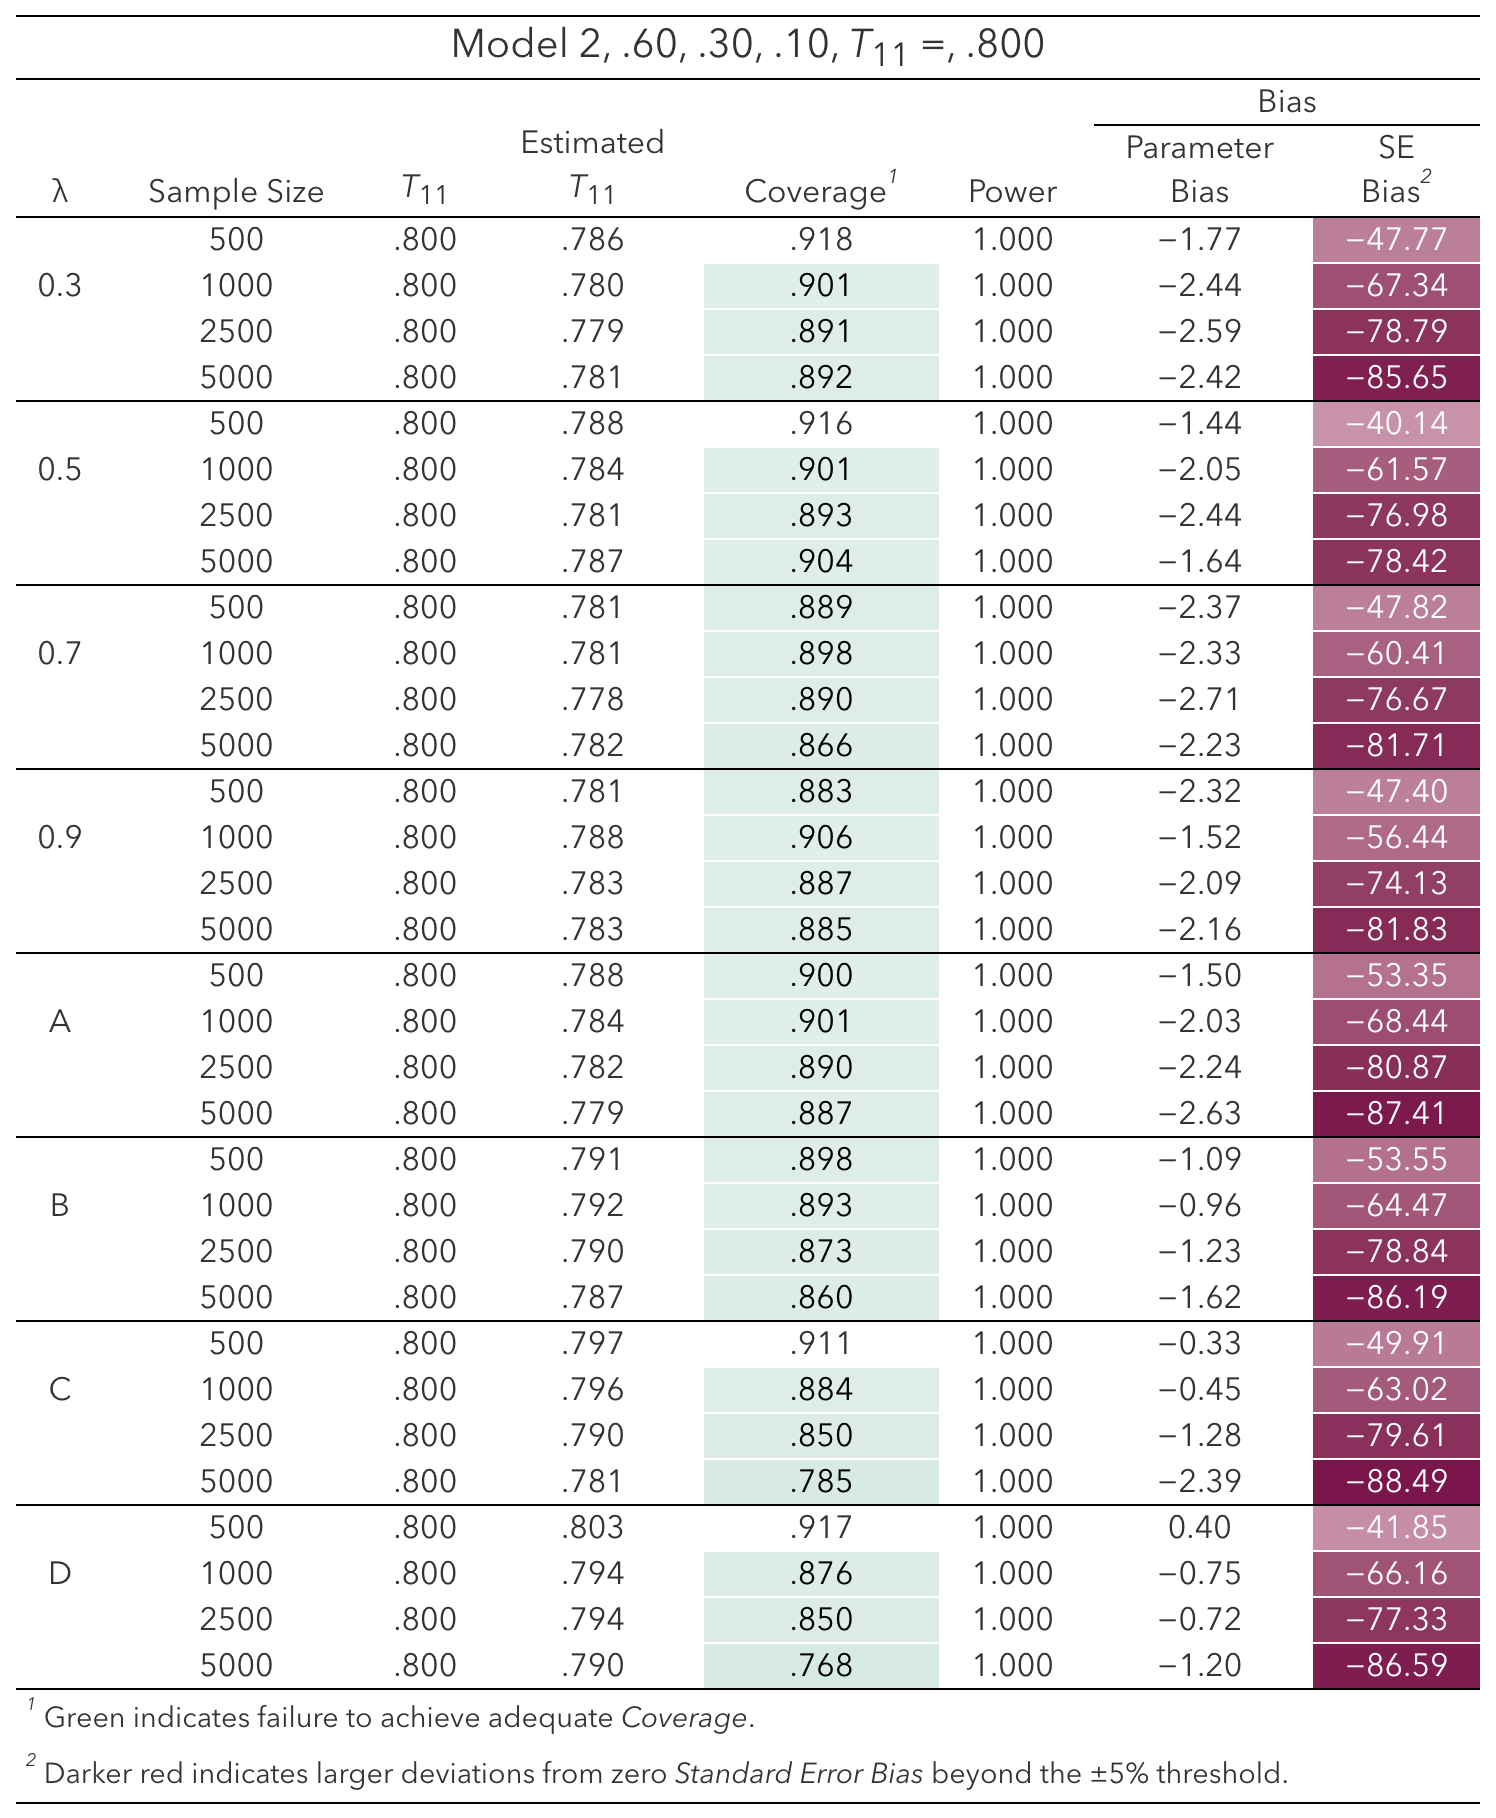 Model 2, .60, .30, .10, T11 =, .800
Bias
Estimated Parameter SE
λ Sample Size T11 T11 Coverage1 Power Bias Bias2
500 .800 .786 .918 1.000 −1.77 −47.77
0.3 1000 .800 .780 .901 1.000 −2.44 −67.34
2500 .800 .779 .891 1.000 −2.59 −78.79
5000 .800 .781 .892 1.000 −2.42 −85.65
500 .800 .788 .916 1.000 −1.44 −40.14
0.5 1000 .800 .784 .901 1.000 −2.05 −61.57
2500 .800 .781 .893 1.000 −2.44 −76.98
5000 .800 .787 .904 1.000 −1.64 −78.42
500 .800 .781 .889 1.000 −2.37 −47.82
0.7 1000 .800 .781 .898 1.000 −2.33 −60.41
2500 .800 .778 .890 1.000 −2.71 −76.67
5000 .800 .782 .866 1.000 −2.23 −81.71
500 .800 .781 .883 1.000 −2.32 −47.40
0.9 1000 .800 .788 .906 1.000 −1.52 −56.44
2500 .800 .783 .887 1.000 −2.09 −74.13
5000 .800 .783 .885 1.000 −2.16 −81.83
500 .800 .788 .900 1.000 −1.50 −53.35
A 1000 .800 .784 .901 1.000 −2.03 −68.44
2500 .800 .782 .890 1.000 −2.24 −80.87
5000 .800 .779 .887 1.000 −2.63 −87.41
500 .800 .791 .898 1.000 −1.09 −53.55
B 1000 .800 .792 .893 1.000 −0.96 −64.47
2500 .800 .790 .873 1.000 −1.23 −78.84
5000 .800 .787 .860 1.000 −1.62 −86.19
500 .800 .797 .911 1.000 −0.33 −49.91
C 1000 .800 .796 .884 1.000 −0.45 −63.02
2500 .800 .790 .850 1.000 −1.28 −79.61
5000 .800 .781 .785 1.000 −2.39 −88.49
500 .800 .803 .917 1.000 0.40 −41.85
D 1000 .800 .794 .876 1.000 −0.75 −66.16
2500 .800 .794 .850 1.000 −0.72 −77.33
5000 .800 .790 .768 1.000 −1.20 −86.59
1 Green indicates failure to achieve adequate Coverage.
2 Darker red indicates larger deviations from zero Standard Error Bias beyond the ±5% threshold.